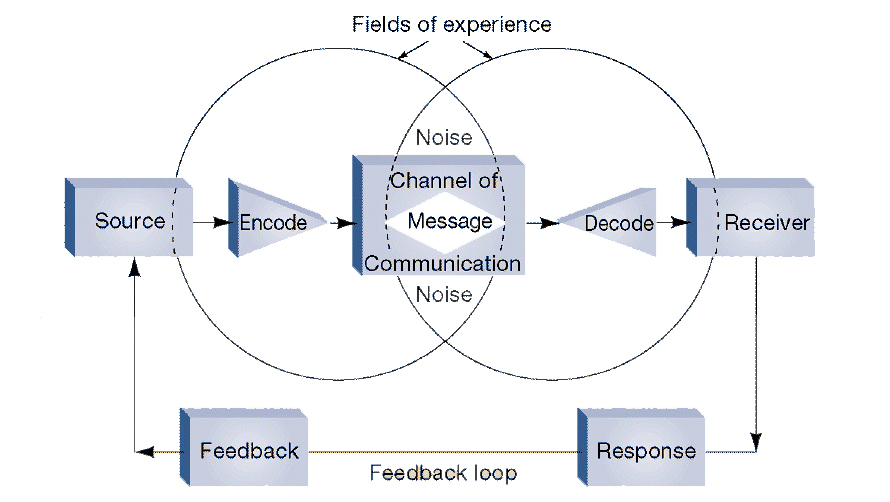 Fields of experience
Noise
Channel of
Source
Encode
Message
Decode
Receiver
Communication
Noise
Feedback
Response
Feedback loop